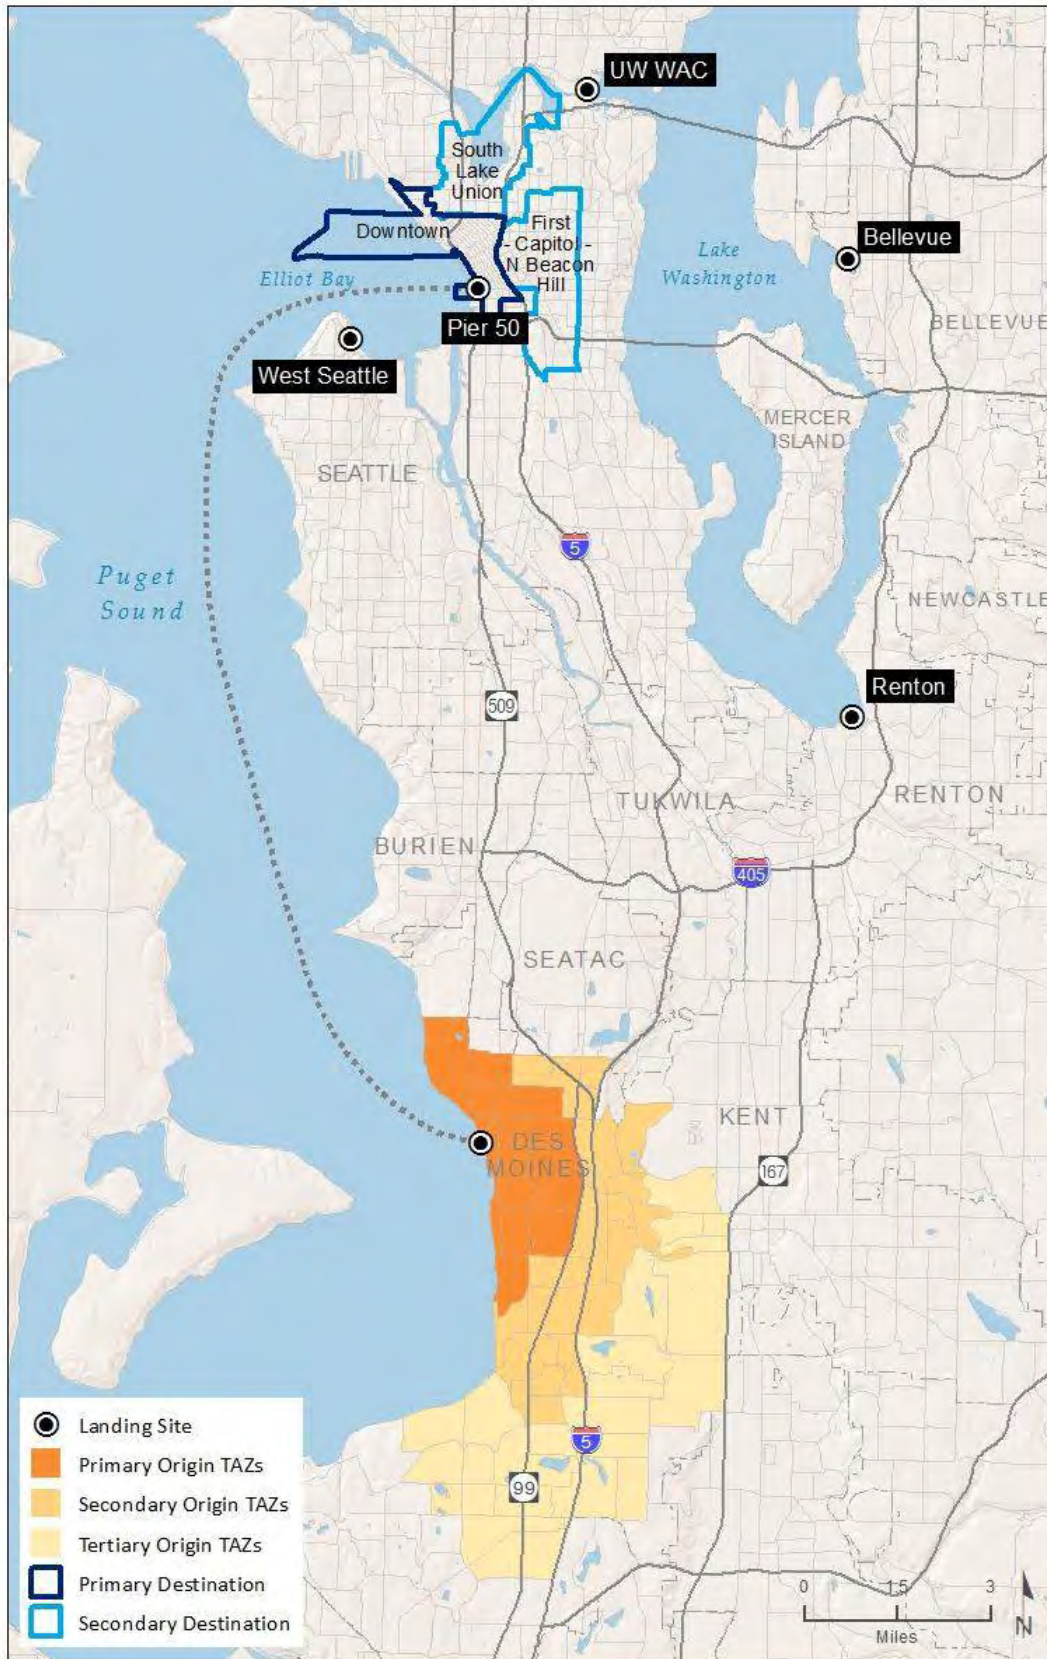 UW WAC
South
Lake
Union
Downtown
First
- Capitol -
N Beacon
Hill
Lake
Washington
Bellevue
Elliot Bay
Pier 50
BELLEVUE
West Seattle
MERCER
ISLAND
SEATTLE
5
Puget
Sound
NEWCASTLE
Renton
509
TUKWILA
RENTON
BURIEN
405
SEATAC
KENT
DES
MOINES
167
Landing Site
Primary Origin TAZs
Secondary Origin TAZs
Tertiary Origin TAZs
Primary Destination
Secondary Destination
5
99
0 1.5 3
Miles
N